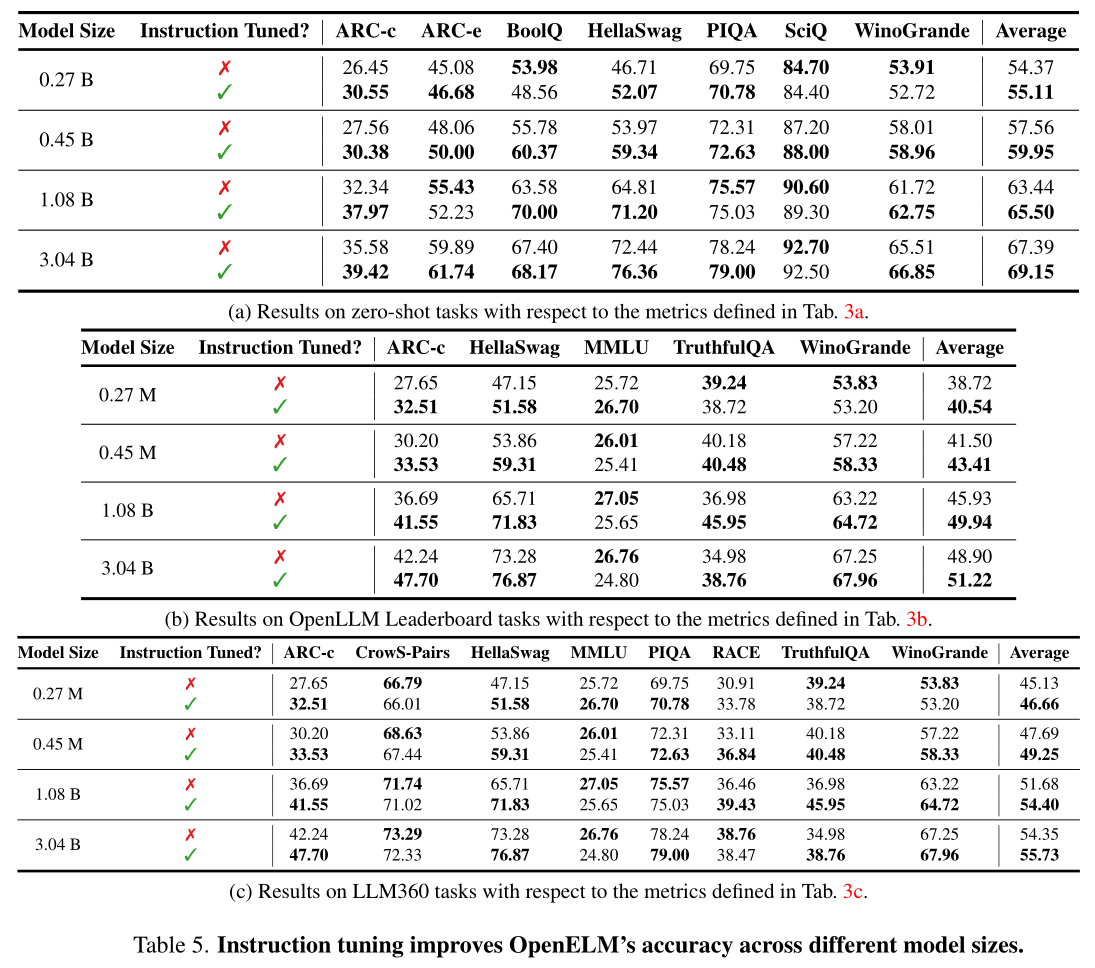 Model Size Instruction Tuned? ARC-c ARC-e BoolQ HellaSwag PIQA SciQ WinoGrande Average
0.27 B ✗ 26.45 45.08 53.98 46.71 69.75 84.70 53.91 54.37
✓ 30.55 46.68 48.56 52.07 70.78 84.40 52.72 55.11
0.45 B ✗ 27.56 48.06 55.78 53.97 72.31 87.20 58.01 57.56
✓ 30.38 50.00 60.37 59.34 72.63 88.00 58.96 59.95
1.08 B ✗ 32.34 55.43 63.58 64.81 75.57 90.60 61.72 63.44
✓ 37.97 52.23 70.00 71.20 75.03 89.30 62.75 65.50
3.04 B ✗ 35.58 59.89 67.40 72.44 78.24 92.70 65.51 67.39
✓ 39.42 61.74 68.17 76.36 79.00 92.50 66.85 69.15
(a) Results on zero-shot tasks with respect to the metrics defined in Tab. 3a.
Model Size Instruction Tuned? ARC-c HellaSwag MMLU TruthfulQA WinoGrande Average
0.27 M ✗ 27.65 47.15 25.72 39.24 53.83 38.72
✓ 32.51 51.58 26.70 38.72 53.20 40.54
0.45 M ✗ 30.20 53.86 26.01 40.18 57.22 41.50
✓ 33.53 59.31 25.41 40.48 58.33 43.41
1.08 B ✗ 36.69 65.71 27.05 36.98 63.22 45.93
✓ 41.55 71.83 25.65 45.95 64.72 49.94
3.04 B ✗ 42.24 73.28 26.76 34.98 67.25 48.90
✓ 47.70 76.87 24.80 38.76 67.96 51.22
(b) Results on OpenLLM Leaderboard tasks with respect to the metrics defined in Tab. 3b.
Model Size Instruction Tuned? ARC-c CrowS-Pairs HellaSwag MMLU PIQA RACE TruthfulQA WinoGrande Average
0.27 M ✗ 27.65 66.79 47.15 25.72 69.75 30.91 39.24 53.83 45.13
✓ 32.51 66.01 51.58 26.70 70.78 33.78 38.72 53.20 46.66
0.45 M ✗ 30.20 68.63 53.86 26.01 72.31 33.11 40.18 57.22 47.69
✓ 33.53 67.44 59.31 25.41 72.63 36.84 40.48 58.33 49.25
1.08 B ✗ 36.69 71.74 65.71 27.05 75.57 36.46 36.98 63.22 51.68
✓ 41.55 71.02 71.83 25.65 75.03 39.43 45.95 64.72 54.40
3.04 B ✗ 42.24 73.29 73.28 26.76 78.24 38.76 34.98 67.25 54.35
✓ 47.70 72.33 76.87 24.80 79.00 38.47 38.76 67.96 55.73
(c) Results on LLM360 tasks with respect to the metrics defined in Tab. 3c.
Table 5. Instruction tuning improves OpenELM's accuracy across different model sizes.